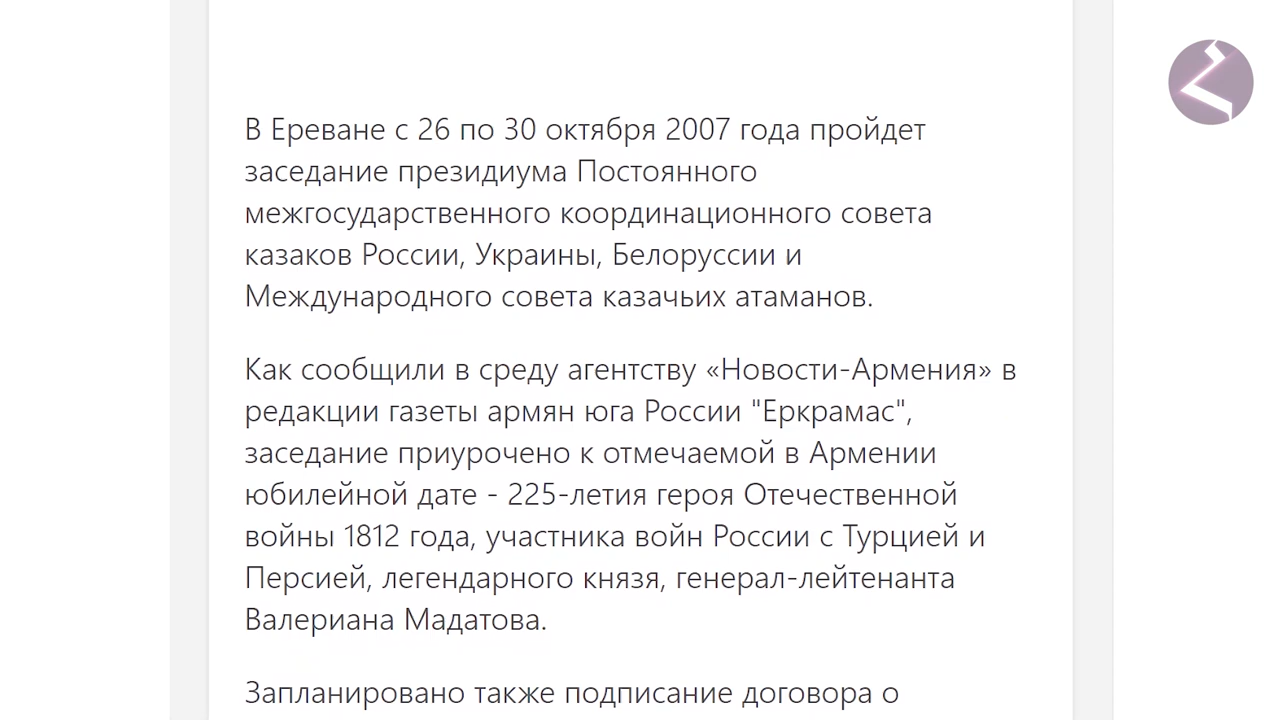 В Ереване с 26 по 30 октября 2007 года пройдет
заседание президиума Постоянного
межгосударственного координационного совета
казаков России, Украины, Белоруссии и
Международного совета казачьих атаманов.
Как сообщили в среду агентству «Новости-Армения» в
редакции газеты армян юга России "Еркрамас",
заседание приурочено к отмечаемой в Армении
юбилейной дате - 225-летия героя Отечественной
войны 1812 года, участника войн России с Турцией и
Персией, легендарного князя, генерал-лейтенанта
Валериана Мадатова.
Запланировано также подписание договора о